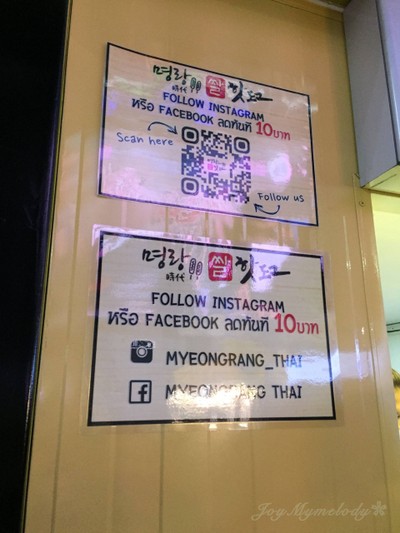 명랑 쌀 핫도그
時代
FOLLOW INSTAGRAM
หรือ FACEBOOK ลดทันที 10บาท
Scan here
Follow us
명랑 쌀 핫도그
時代
FOLLOW INSTAGRAM
หรือ FACEBOOK ลดทันที 10บาท
MYEONGRANG_THAI
MYEONGRANG THAI
JoyMymelody